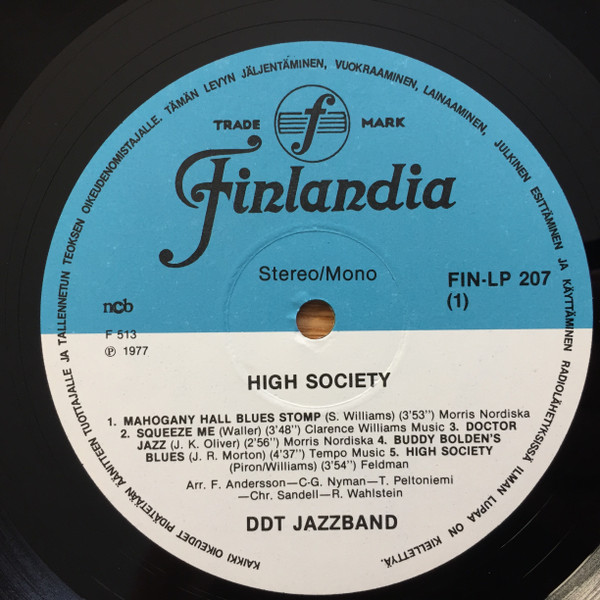 KAIKKI OIKEUDET PIDÄTETÄÄN ÄÄNITTEEN TUOTTAJALLE JA TALLENNETUN TEOKSEN OIKEUDENOMISTAJALLE. TÄMÄN LEVYN JÄLJENTÄMINEN, VUOKRAAMINEN, LAINAAMINEN, JULKINEN ESITTÄMINEN JA KÄYTTÄMINEN RADIOLÄHETYKSISSÄ ILMAN LUPAA ON KIELLETTYÄ.
TRADE f MARK
Finlandia
Stereo/Mono
FIN-LP 207
(1)
ncb
F 513
℗ 1977
HIGH SOCIETY
1. MAHOGANY HALL BLUES STOMP (S. Williams) (3'53") Morris Nordiska
2. SQUEEZE ME (Waller) (3'48") Clarence Williams Music 3. DOCTOR
JAZZ (J. K. Oliver) (2'56") Morris Nordiska 4. BUDDY BOLDEN'S
BLUES (J. R. Morton) (4'37") Tempo Music 5. HIGH SOCIETY
(Piron/Williams) (3'54") Feldman
Arr. F. Andersson—C-G. Nyman—T. Peltoniemi
—Chr. Sandell—R. Wahlstein
DDT JAZZBAND